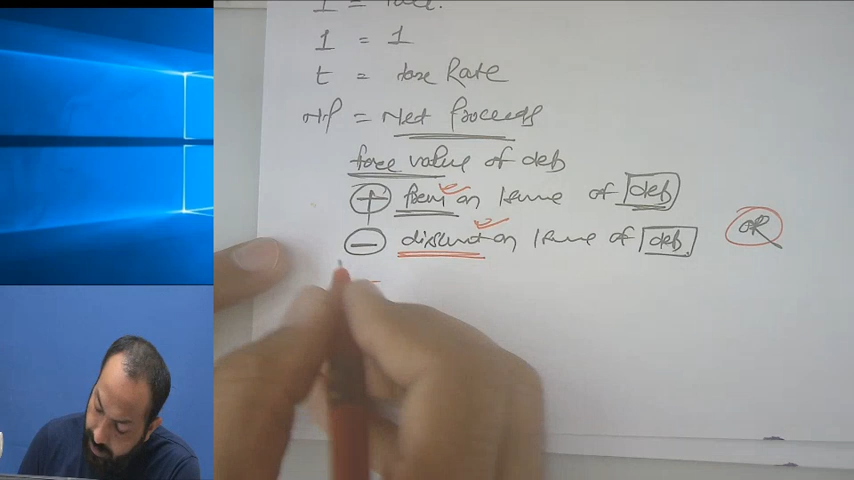 I = Rate.
1 = 1
t = tax Rate
NP = Net Proceeds
face value of deb
+ prem on issue of deb
- discount on issue of deb OR